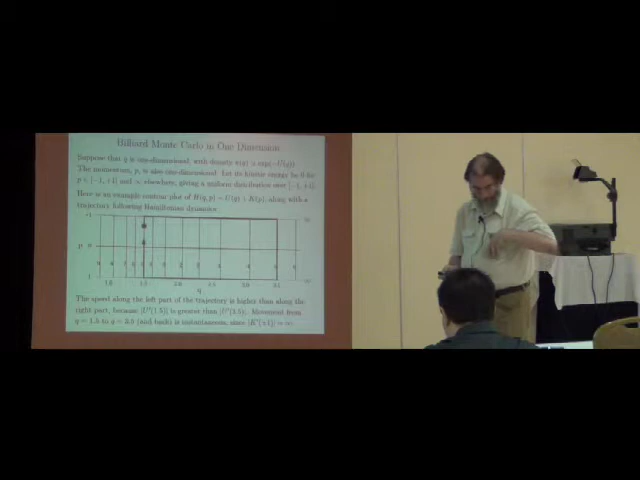 Billiard Monte Carlo in One Dimension
Suppose that q is one-dimensional, with density π(q) ∝ exp(−U(q)).
The momentum, p, is also one-dimensional. Let its kinetic energy be 0 for
p ∈ [−1, +1] and ∞ elsewhere, giving a uniform distribution over [−1, +1].
Here is an example contour plot of H(q, p) = U(q) + K(p), along with a
trajectory following Hamiltonian dynamics:
+1
p 0
q
The speed along the left part of the trajectory is higher than along the
right part, because |U′(1.5)| is greater than |U′(3.5)|. Movement from
(and back) is instantaneous, since |K′(±1)| = ∞.